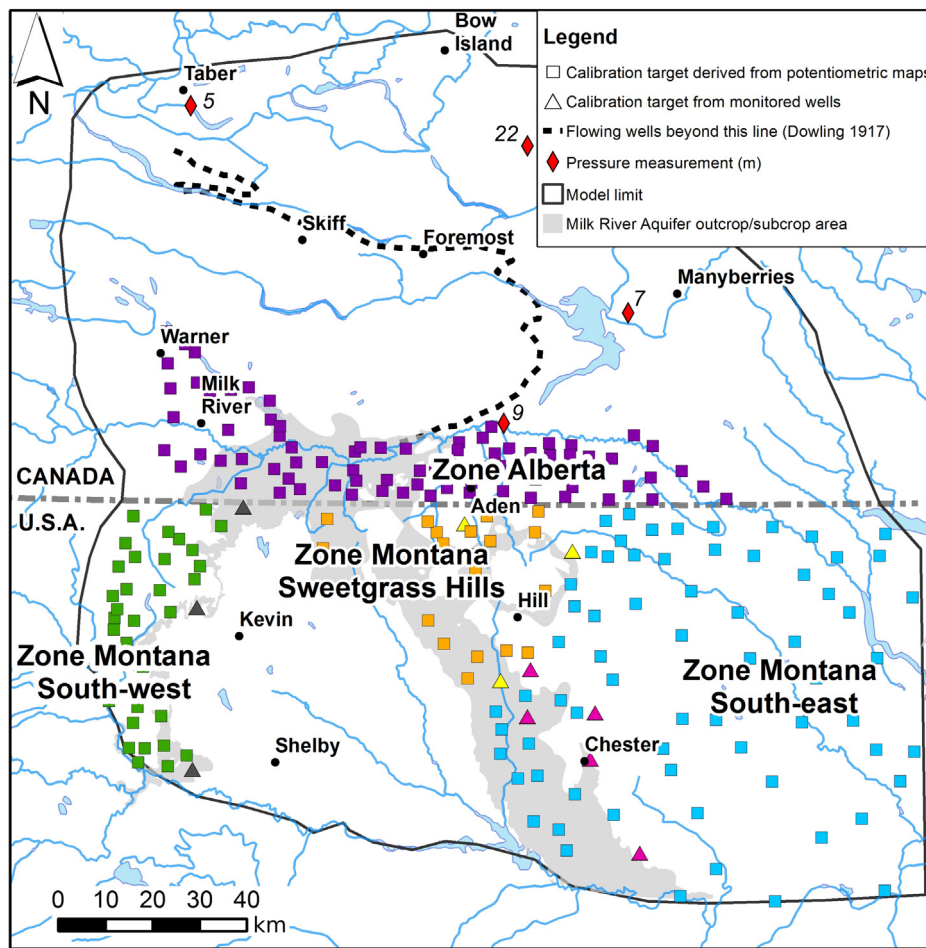 Bow
Island
Legend
Taber
5
N
Calibration target derived from potentiometric maps
Calibration target from monitored wells
Flowing wells beyond this line (Dowling 1917)
22
Pressure measurement (m)
Model limit
Milk River Aquifer outcrop/subcrop area
Skiff
Foremost
Manyberries
7
Warner
Milk
River
9
CANADA
Zone Alberta
Aden
U.S.A.
Zone Montana
Sweetgrass Hills
Hill
Kevin
Zone Montana
South-west
Zone Montana
South-east
Shelby
Chester
0 10 20 30 40
km